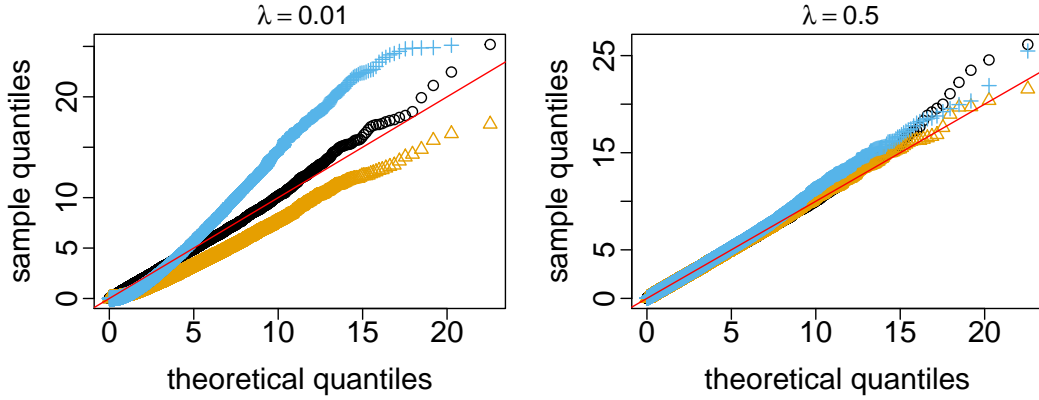 λ = 0.01
sample quantiles
0 5 10 20
0 5 10 15 20
theoretical quantiles
λ = 0.5
sample quantiles
0 5 15 25
0 5 10 15 20
theoretical quantiles